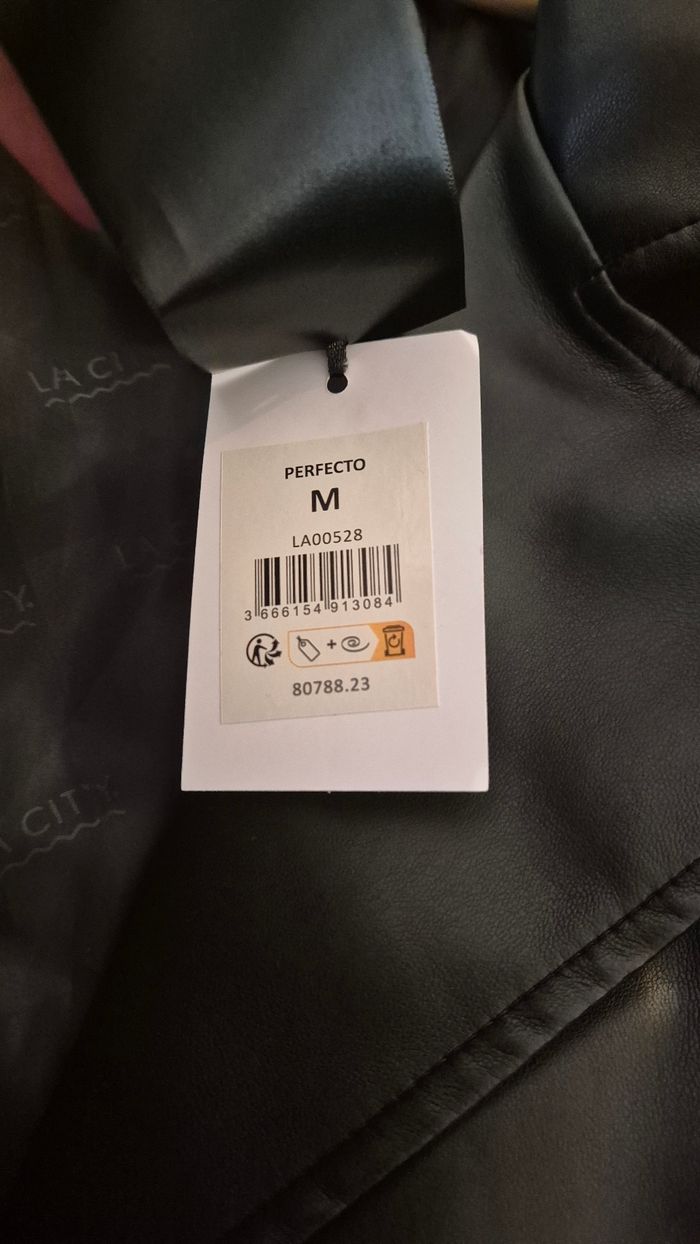 PERFECTO
M
LA00528
3 666154 913084
80788.23
LA CI
CITY